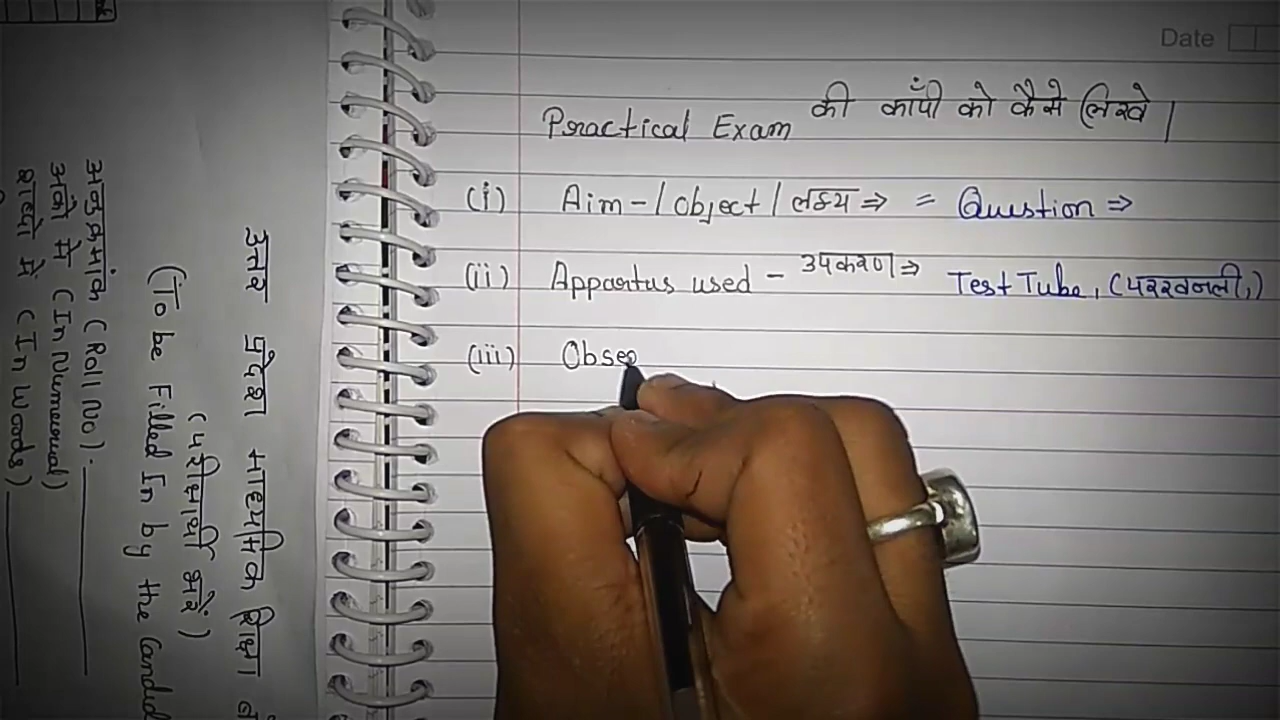 Date
Practical Exam की कॉपी को कैसे लिखे |
(i) Aim-/object/लक्ष्य ⇒ = Question ⇒
(ii) Appartus used - उपकरण ⇒ Test Tube, (परखनली,)
(iii) Obse
उत्तर प्रदेश माध्यमिक शिक्षा
(परीक्षार्थी भरें)
(To be Filled In by the Candid
अनुक्रमांक (Roll No).
अंको में (In Numerical)
शब्दो में (In Words)